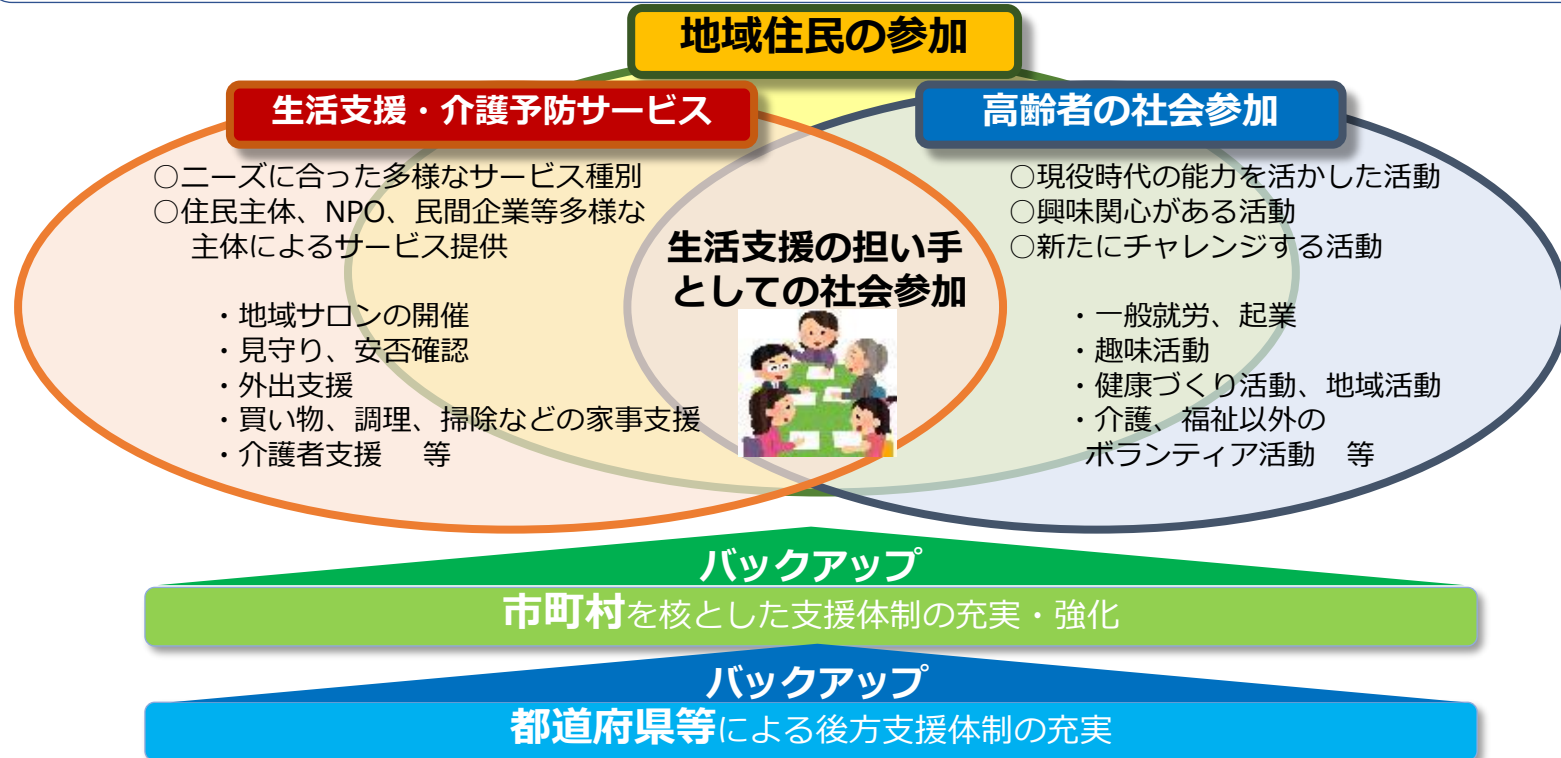 地域住民の参加
生活支援・介護予防サービス
○ニーズに合った多様なサービス種別
○住民主体、NPO、民間企業等多様な
主体によるサービス提供
・地域サロンの開催
・見守り、安否確認
・外出支援
・買い物、調理、掃除などの家事支援
・介護者支援　等
生活支援の担い手
としての社会参加
高齢者の社会参加
○現役時代の能力を活かした活動
○興味関心がある活動
○新たにチャレンジする活動
・一般就労、起業
・趣味活動
・健康づくり活動、地域活動
・介護、福祉以外の
ボランティア活動　等
バックアップ
市町村を核とした支援体制の充実・強化
バックアップ
都道府県等による後方支援体制の充実